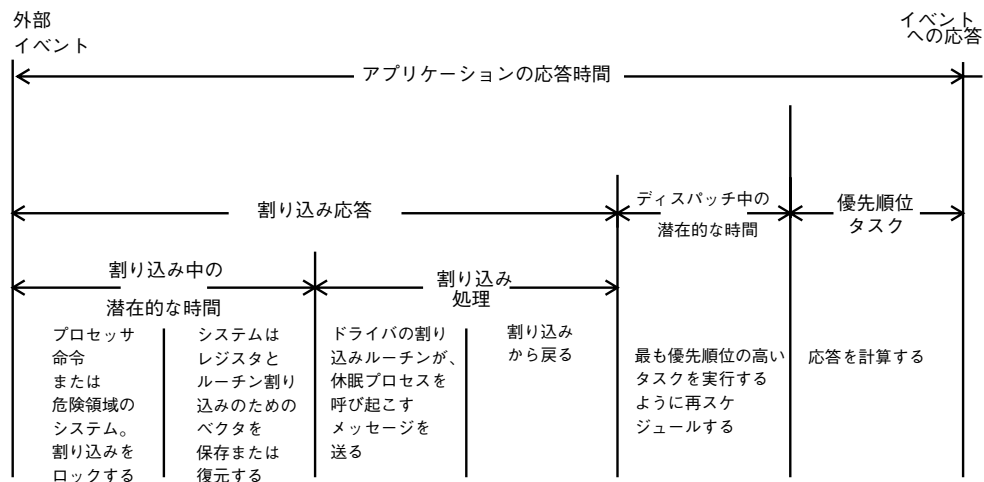 外部
イベント
イベント
への応答
アプリケーションの応答時間
割り込み応答
ディスパッチ中の
潜在的な時間
優先順位
タスク
割り込み中の
潜在的な時間
割り込み
処理
プロセッサ
命令
または
危険領域の
システム。
割り込みを
ロックする
システムは
レジスタと
ルーチン割り
込みのための
ベクタを
保存または
復元する
ドライバの割り
込みルーチンが、
休眠プロセスを
呼び起こす
メッセージを
送る
割り込み
から戻る
最も優先順位の高い
タスクを実行する
ように再スケ
ジュールする
応答を計算する